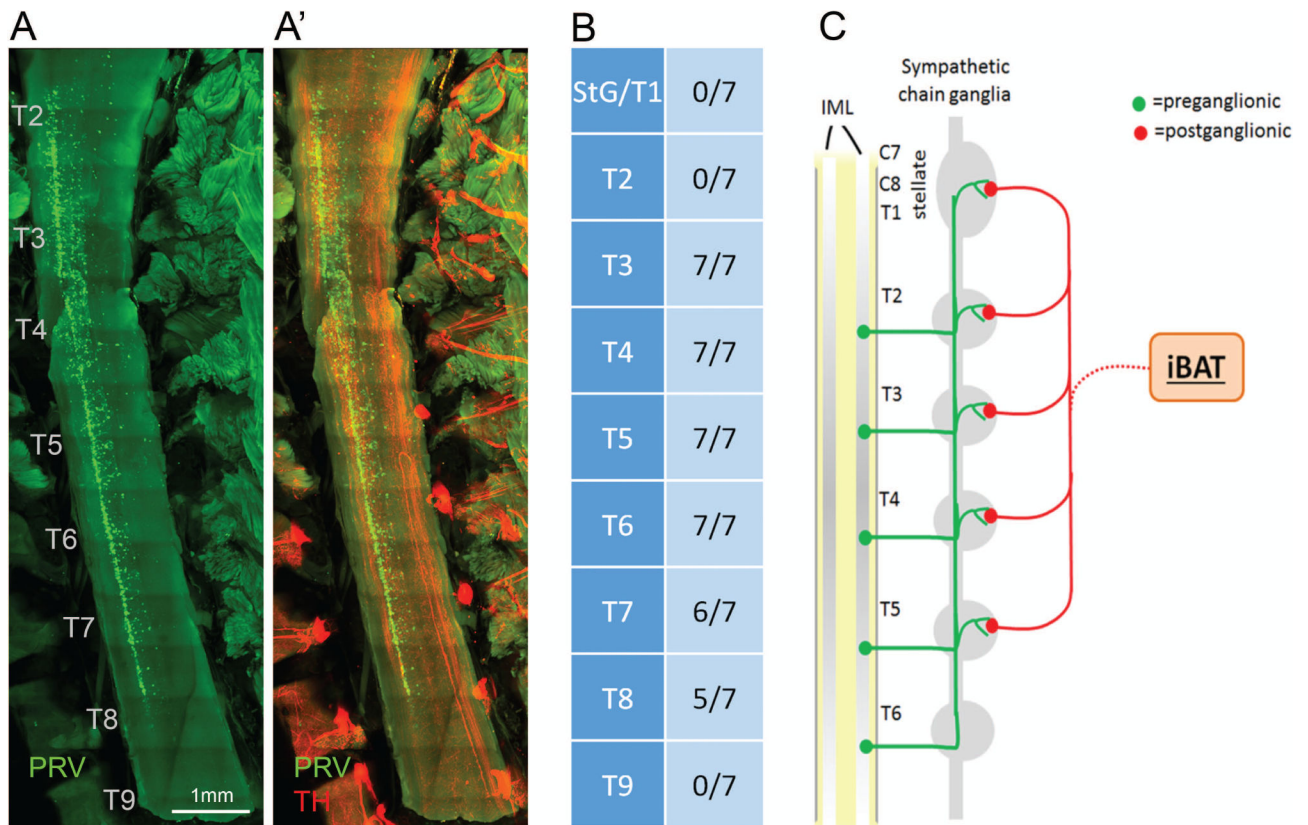 A
T2
T3
T4
T5
T6
T7
T8
T9
PRV
1mm
A'
PRV
TH
B
StG/T1 0/7
T2 0/7
T3 7/7
T4 7/7
T5 7/7
T6 7/7
T7 6/7
T8 5/7
T9 0/7
C
Sympathetic
chain ganglia
IML
=preganglionic
=postganglionic
C7
C8
T1
stellate
T2
T3
T4
T5
T6
iBAT